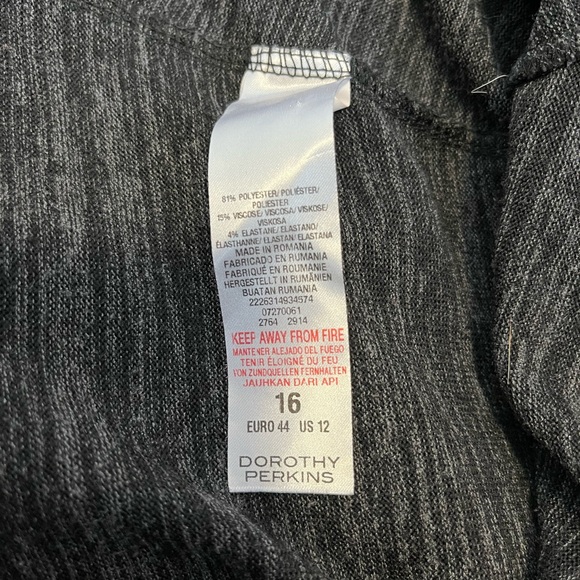 81% POLYESTER/ POLIÉSTER/
POLYESTER
15% VISCOSE/ VISCOSA/ VISKOSE/
VISKOSA
4% ELASTANE/ ELASTANO/
ÉLASTHANNE/ ELASTAN/ ELASTANA
MADE IN ROMANIA
FABRICADO EN RUMANIA
FABRIQUÉ EN ROUMANIE
HERGESTELLT IN RUMÄNIEN
BUATAN RUMANIA
2226314934574
07270061
2764 2914
KEEP AWAY FROM FIRE
MANTENER ALEJADO DEL FUEGO
TENIR ÉLOIGNÉ DU FEU
VON ZUNDQUELLEN FERNHALTEN
JAUHKAN DARI API
16
EURO 44 US 12
DOROTHY
PERKINS